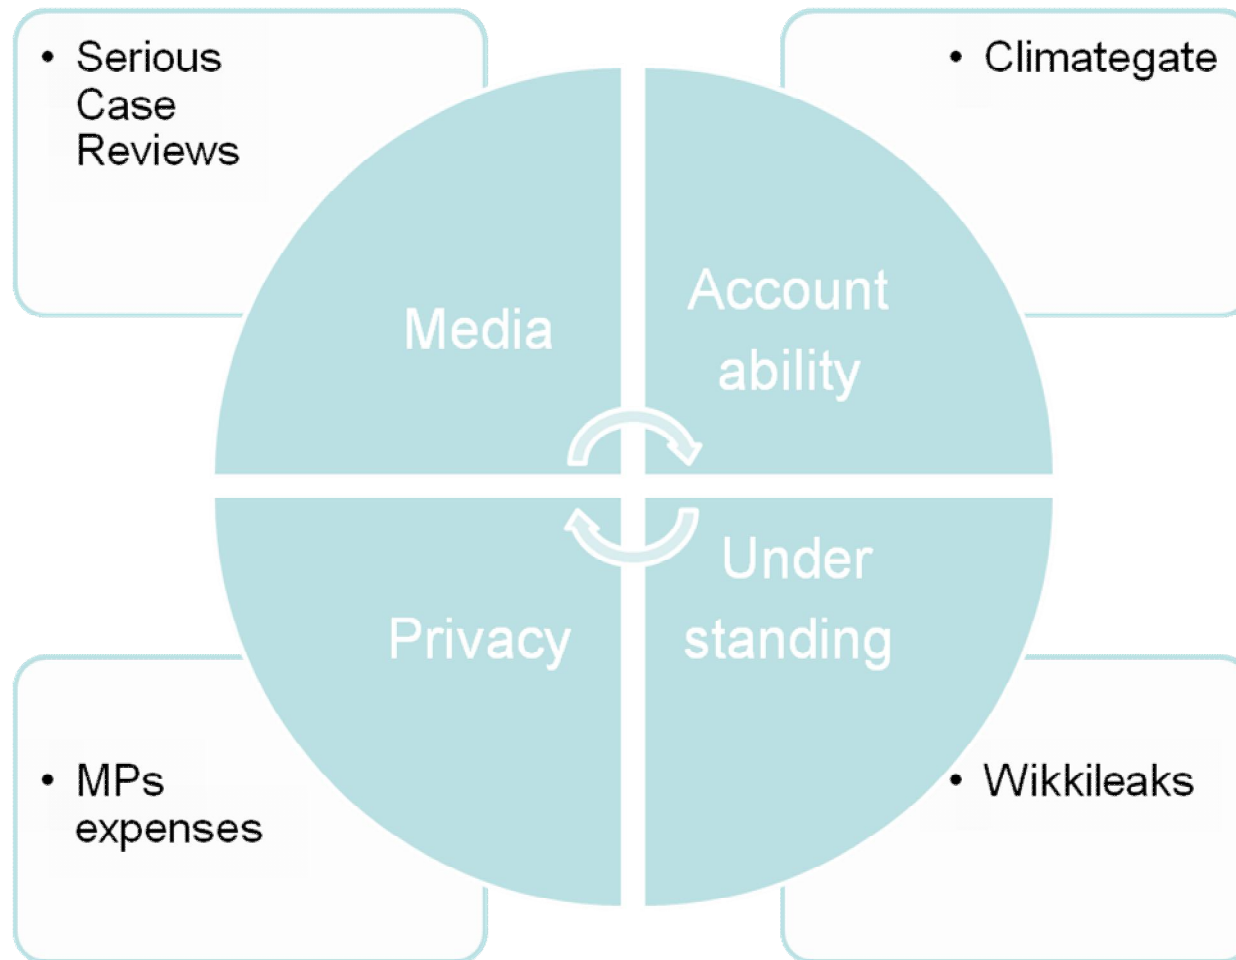 • Serious
Case
Reviews
• Climategate
Media
Account
ability
Privacy
Under
standing
• MPs
expenses
• Wikkileaks